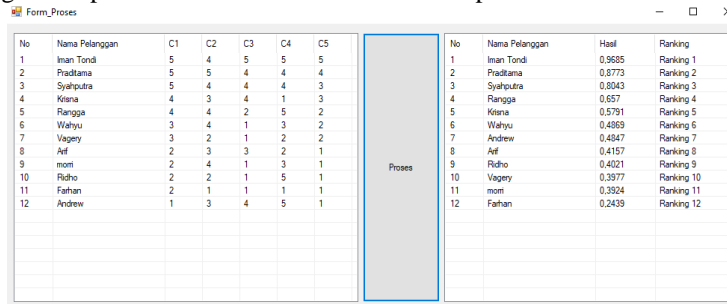 Form_Proses
No Nama Pelanggan C1 C2 C3 C4 C5
1 Iman Tondi 5 4 5 5 5
2 Praditama 5 5 4 4 4
3 Syahputra 5 4 4 4 3
4 Krisna 4 3 4 1 3
5 Rangga 4 4 2 5 2
6 Wahyu 3 4 1 3 2
7 Vagery 3 2 1 2 2
8 Arif 2 3 3 2 1
9 morri 2 4 1 3 1
10 Ridho 2 2 1 5 1
11 Farhan 2 1 1 1 1
12 Andrew 1 3 4 5 1
Proses
No Nama Pelanggan Hasil Ranking
1 Iman Tondi 0,9685 Ranking 1
2 Praditama 0,8773 Ranking 2
3 Syahputra 0,8043 Ranking 3
4 Rangga 0,657 Ranking 4
5 Krisna 0,5791 Ranking 5
6 Wahyu 0,4869 Ranking 6
7 Andrew 0,4847 Ranking 7
8 Arif 0,4157 Ranking 8
9 Ridho 0,4021 Ranking 9
10 Vagery 0,3977 Ranking 10
11 morri 0,3924 Ranking 11
12 Farhan 0,2439 Ranking 12